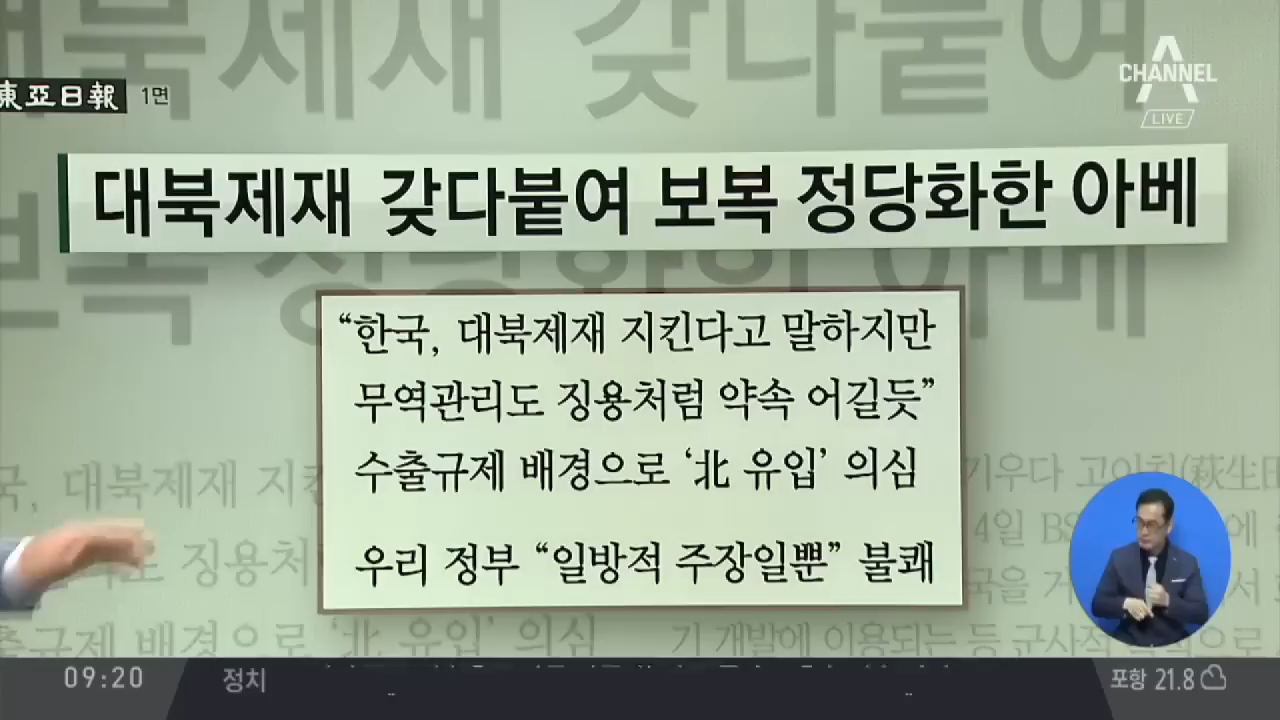 東亞日報 1면
CHANNEL A
LIVE
대북제재 갖다붙여 보복 정당화한 아베
“한국, 대북제재 지킨다고 말하지만
무역관리도 징용처럼 약속 어길듯”
수출규제 배경으로 ‘北 유입’ 의심
우리 정부 “일방적 주장일뿐” 불쾌
09:20 정치 포항 21.8